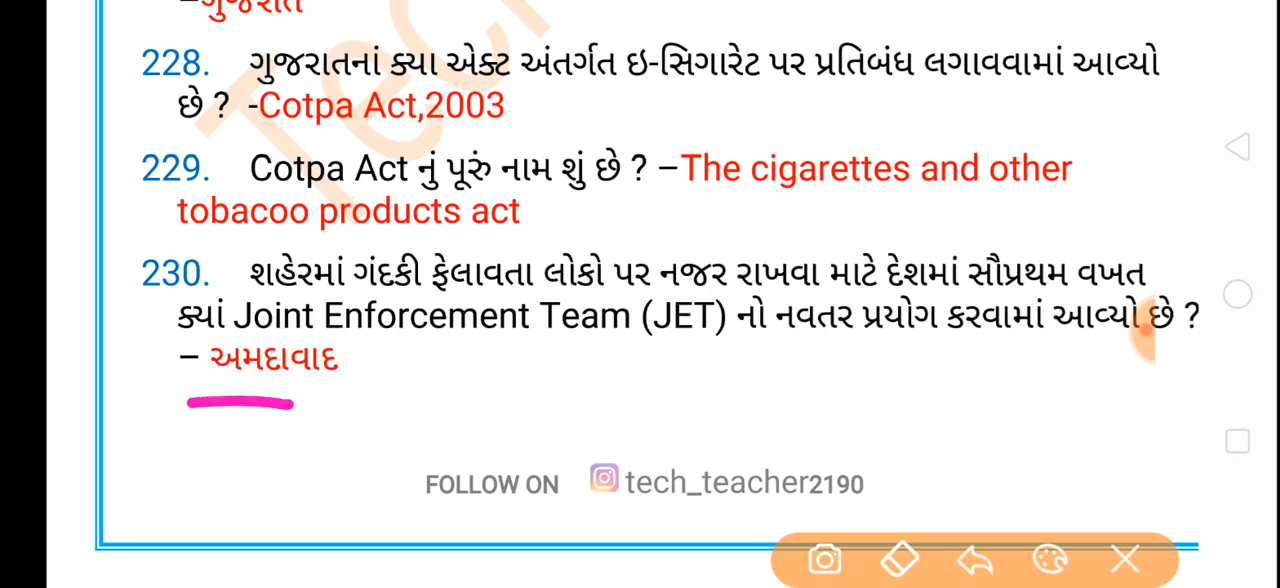 –ગુજરાત
228. ગુજરાતનાં ક્યા એક્ટ અંતર્ગત ઇ-સિગારેટ પર પ્રતિબંધ લગાવવામાં આવ્યો
છે ? -Cotpa Act,2003
229. Cotpa Act નું પૂરું નામ શું છે ? –The cigarettes and other
tobacoo products act
230. શહેરમાં ગંદકી ફેલાવતા લોકો પર નજર રાખવા માટે દેશમાં સૌપ્રથમ વખત
ક્યાં Joint Enforcement Team (JET) નો નવતર પ્રયોગ કરવામાં આવ્યો છે ?
– અમદાવાદ
FOLLOW ON tech_teacher2190